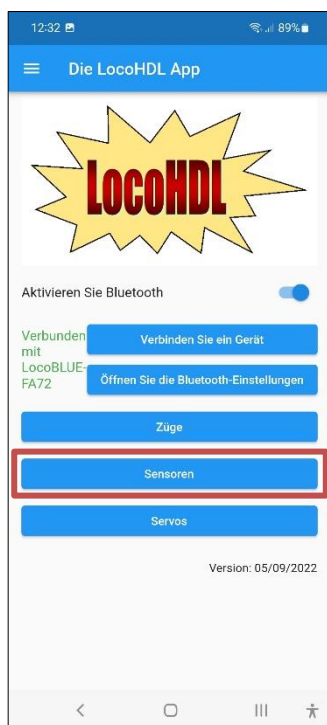 12:32 89%
Die LocoHDL App
LocoHDL
Aktivieren Sie Bluetooth
Verbunden
mit
LocoBLUE-
FA72
Verbinden Sie ein Gerät
Öffnen Sie die Bluetooth-Einstellungen
Züge
Sensoren
Servos
Version: 05/09/2022